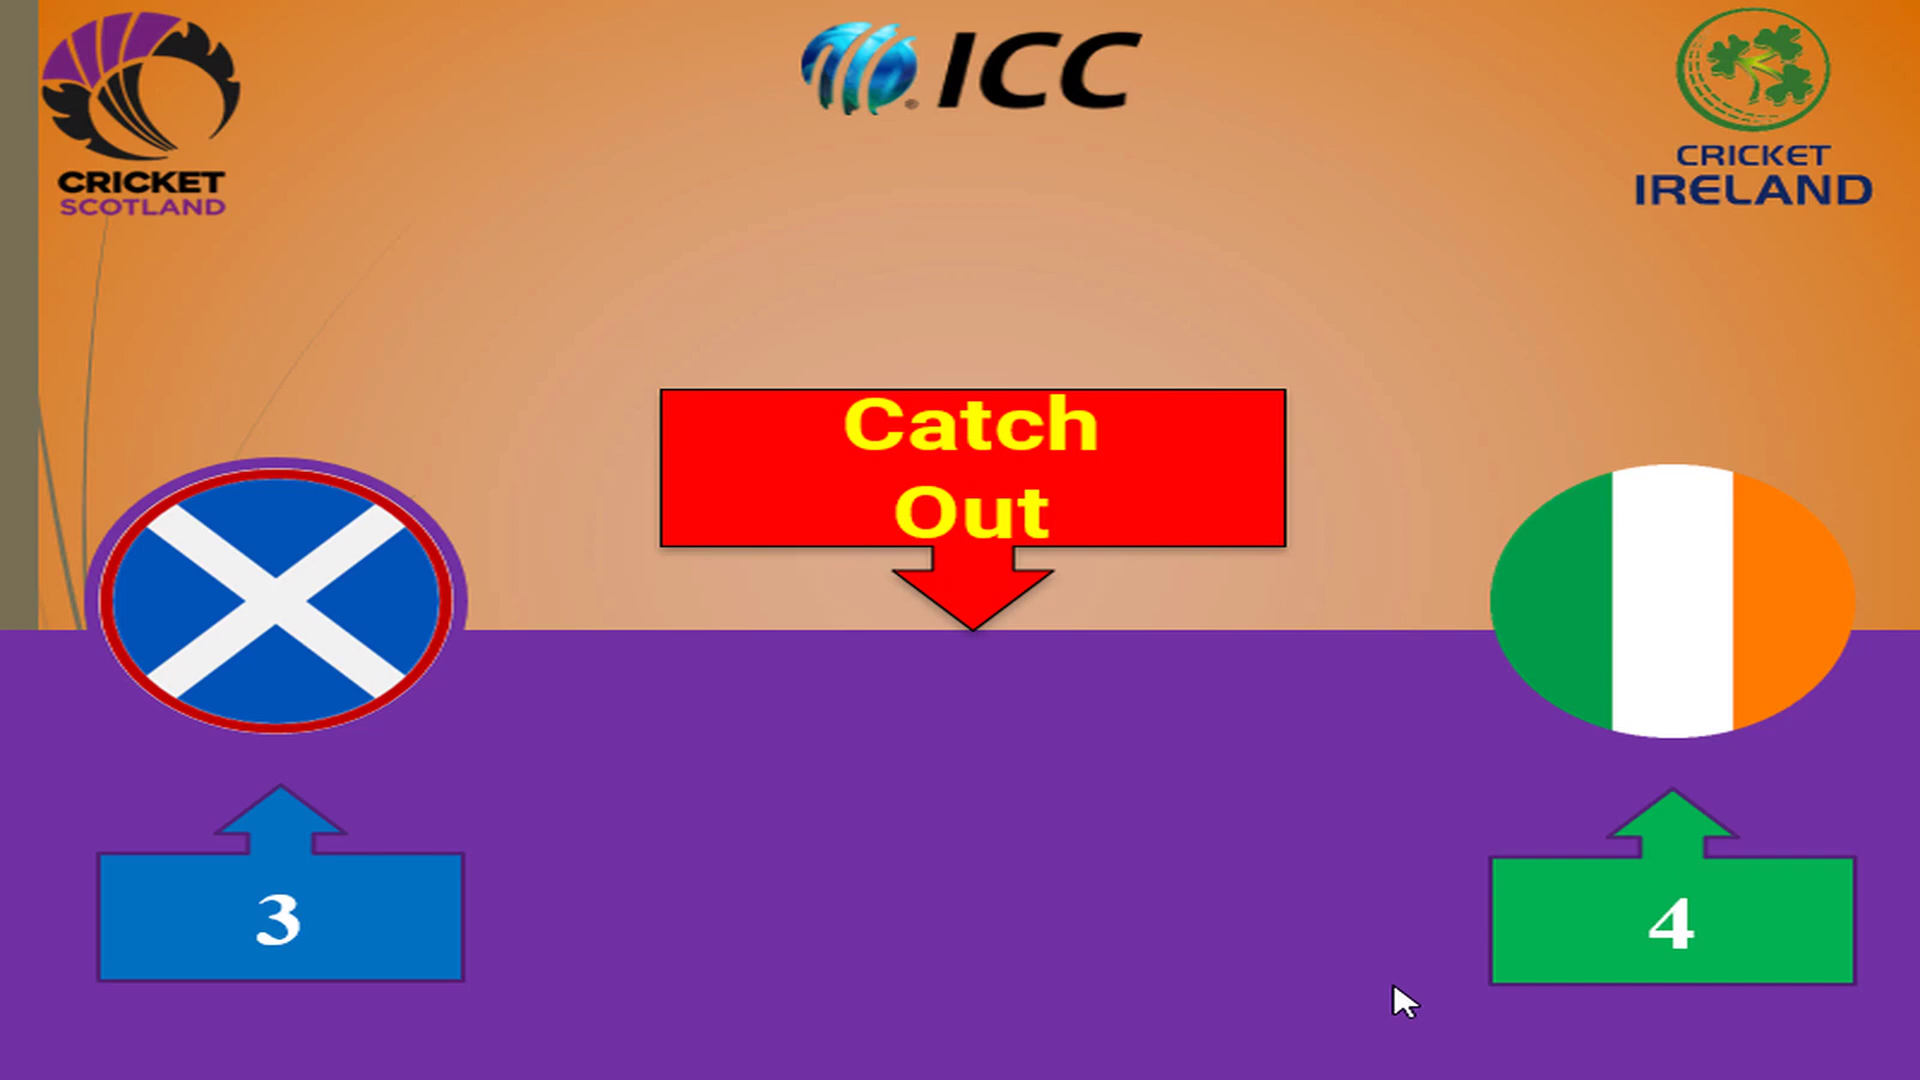 CRICKET
SCOTLAND
ICC
CRICKET
IRELAND
Catch
Out
3
4